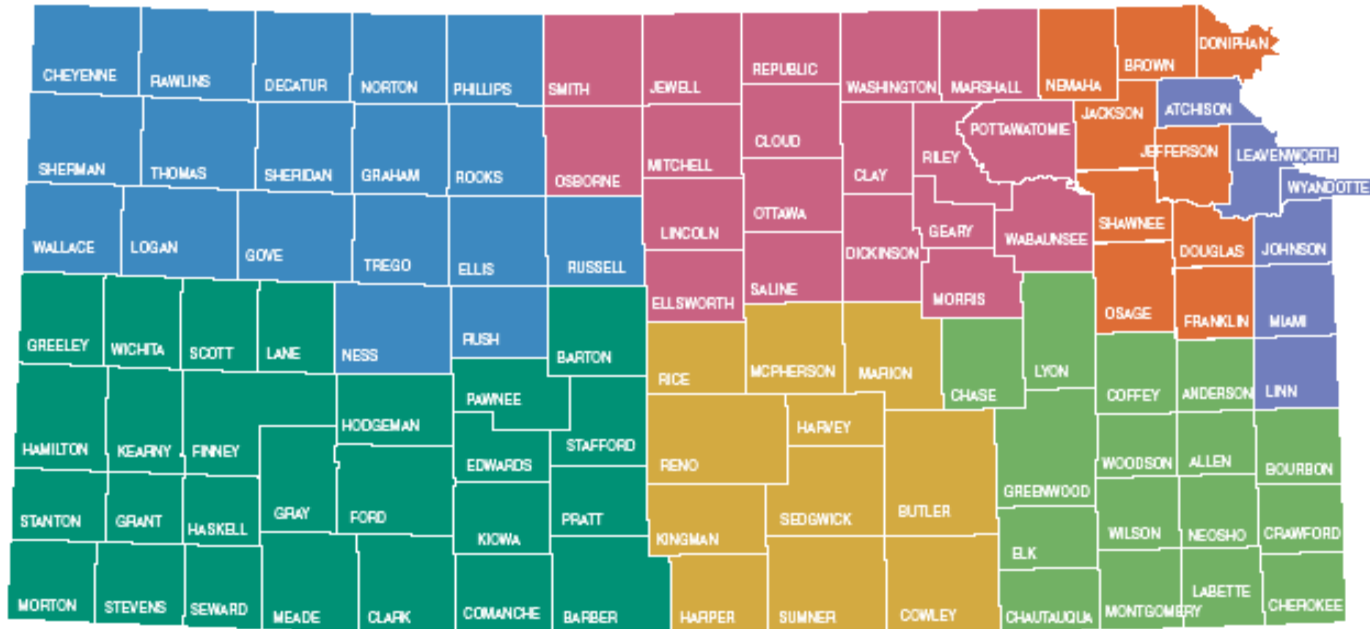 CHEYENNE
RAWLINS
DECATUR
NORTON
PHILLIPS
SMITH
JEWELL
REPUBLIC
WASHINGTON
MARSHALL
NEMAHA
BROWN
DONIPHAN
SHERMAN
THOMAS
SHERIDAN
GRAHAM
ROOKS
OSBORNE
MITCHELL
CLOUD
CLAY
RILEY
POTTAWATOMIE
JACKSON
ATCHISON
JEFFERSON
LEAVENWORTH
WYANDOTTE
WALLACE
LOGAN
GOVE
TREGO
ELLIS
RUSSELL
LINCOLN
OTTAWA
DICKINSON
GEARY
WABAUNSEE
SHAWNEE
DOUGLAS
JOHNSON
ELLSWORTH
SALINE
MORRIS
OSAGE
FRANKLIN
MIAMI
GREELEY
WICHITA
SCOTT
LANE
NESS
RUSH
BARTON
RICE
MCPHERSON
MARION
CHASE
LYON
COFFEY
ANDERSON
LINN
HAMILTON
KEARNY
FINNEY
HODGEMAN
PAWNEE
EDWARDS
STAFFORD
RENO
HARVEY
GREENWOOD
WOODSON
ALLEN
BOURBON
STANTON
GRANT
HASKELL
GRAY
FORD
KIOWA
PRATT
KINGMAN
SEDGWICK
BUTLER
ELK
WILSON
NEOSHO
CRAWFORD
MORTON
STEVENS
SEWARD
MEADE
CLARK
COMANCHE
BARBER
HARPER
SUMNER
COWLEY
CHAUTAUQUA
MONTGOMERY
LABETTE
CHEROKEE